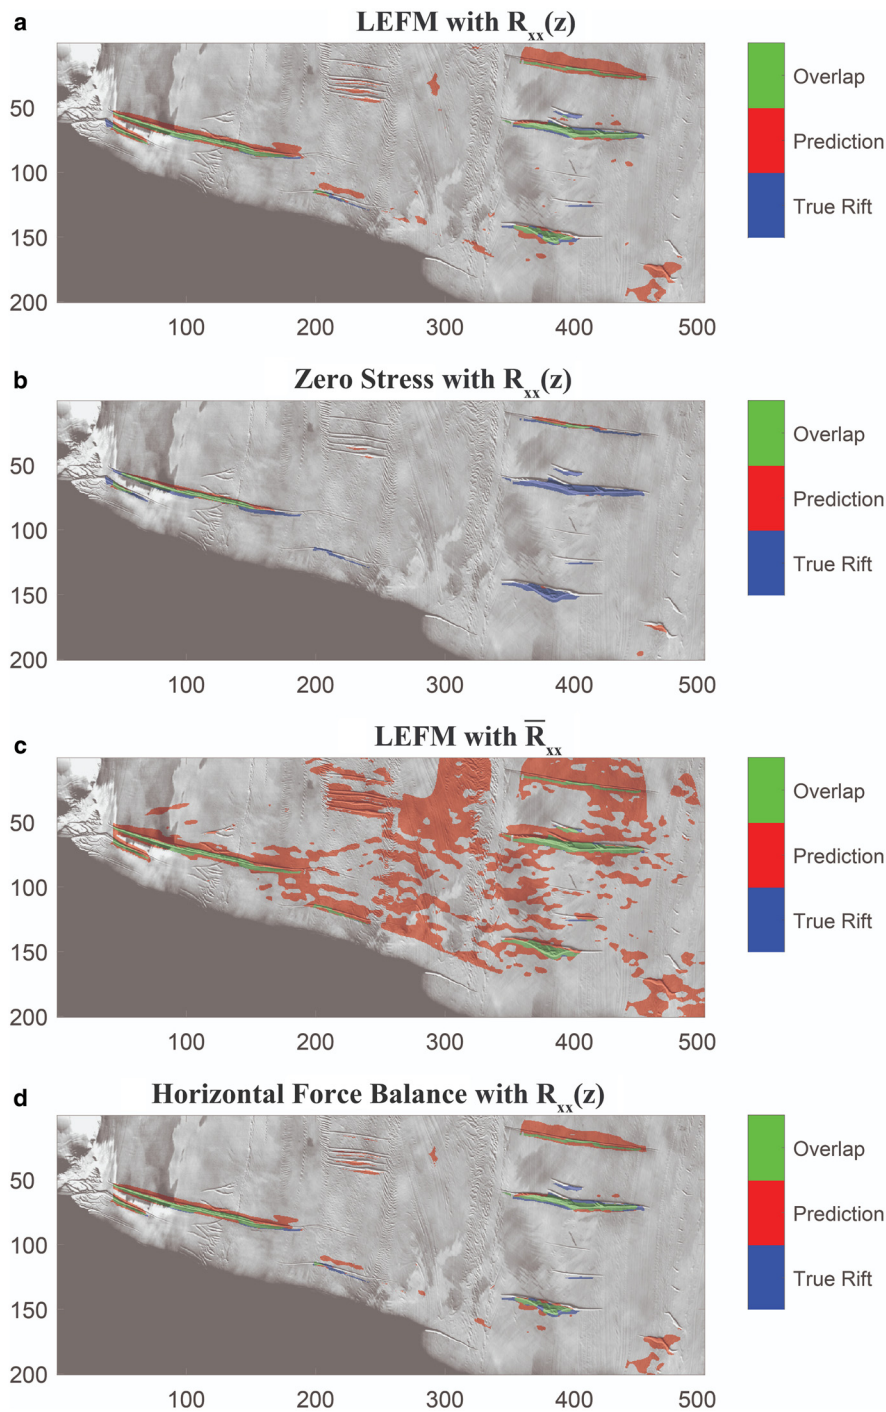 a
LEFM with Rxx(z)
50
100
150
200
100 200 300 400 500
Overlap
Prediction
True Rift
b
Zero Stress with Rxx(z)
50
100
150
200
100 200 300 400 500
Overlap
Prediction
True Rift
c
LEFM with R̅xx
50
100
150
200
100 200 300 400 500
Overlap
Prediction
True Rift
d
Horizontal Force Balance with Rxx(z)
50
100
150
200
100 200 300 400 500
Overlap
Prediction
True Rift